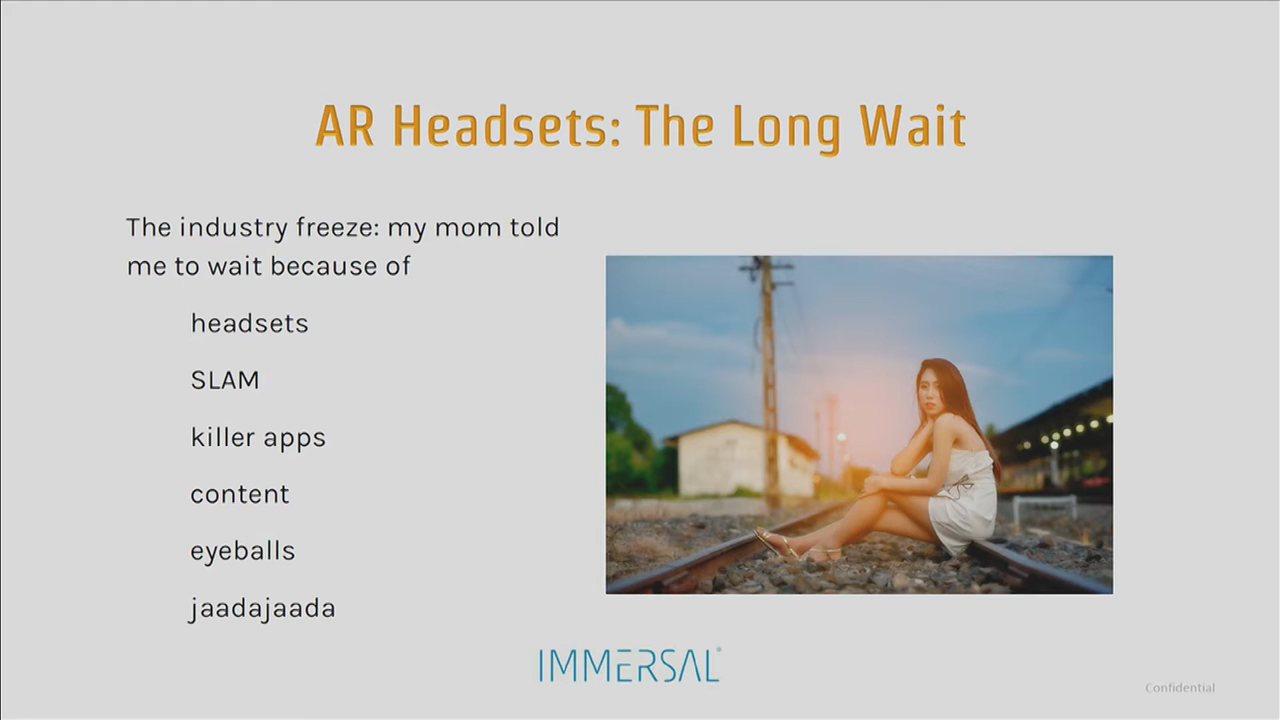 AR Headsets: The Long Wait
The industry freeze: my mom told
me to wait because of
headsets
SLAM
killer apps
content
eyeballs
jaadajaada
IMMERSAL
Confidential